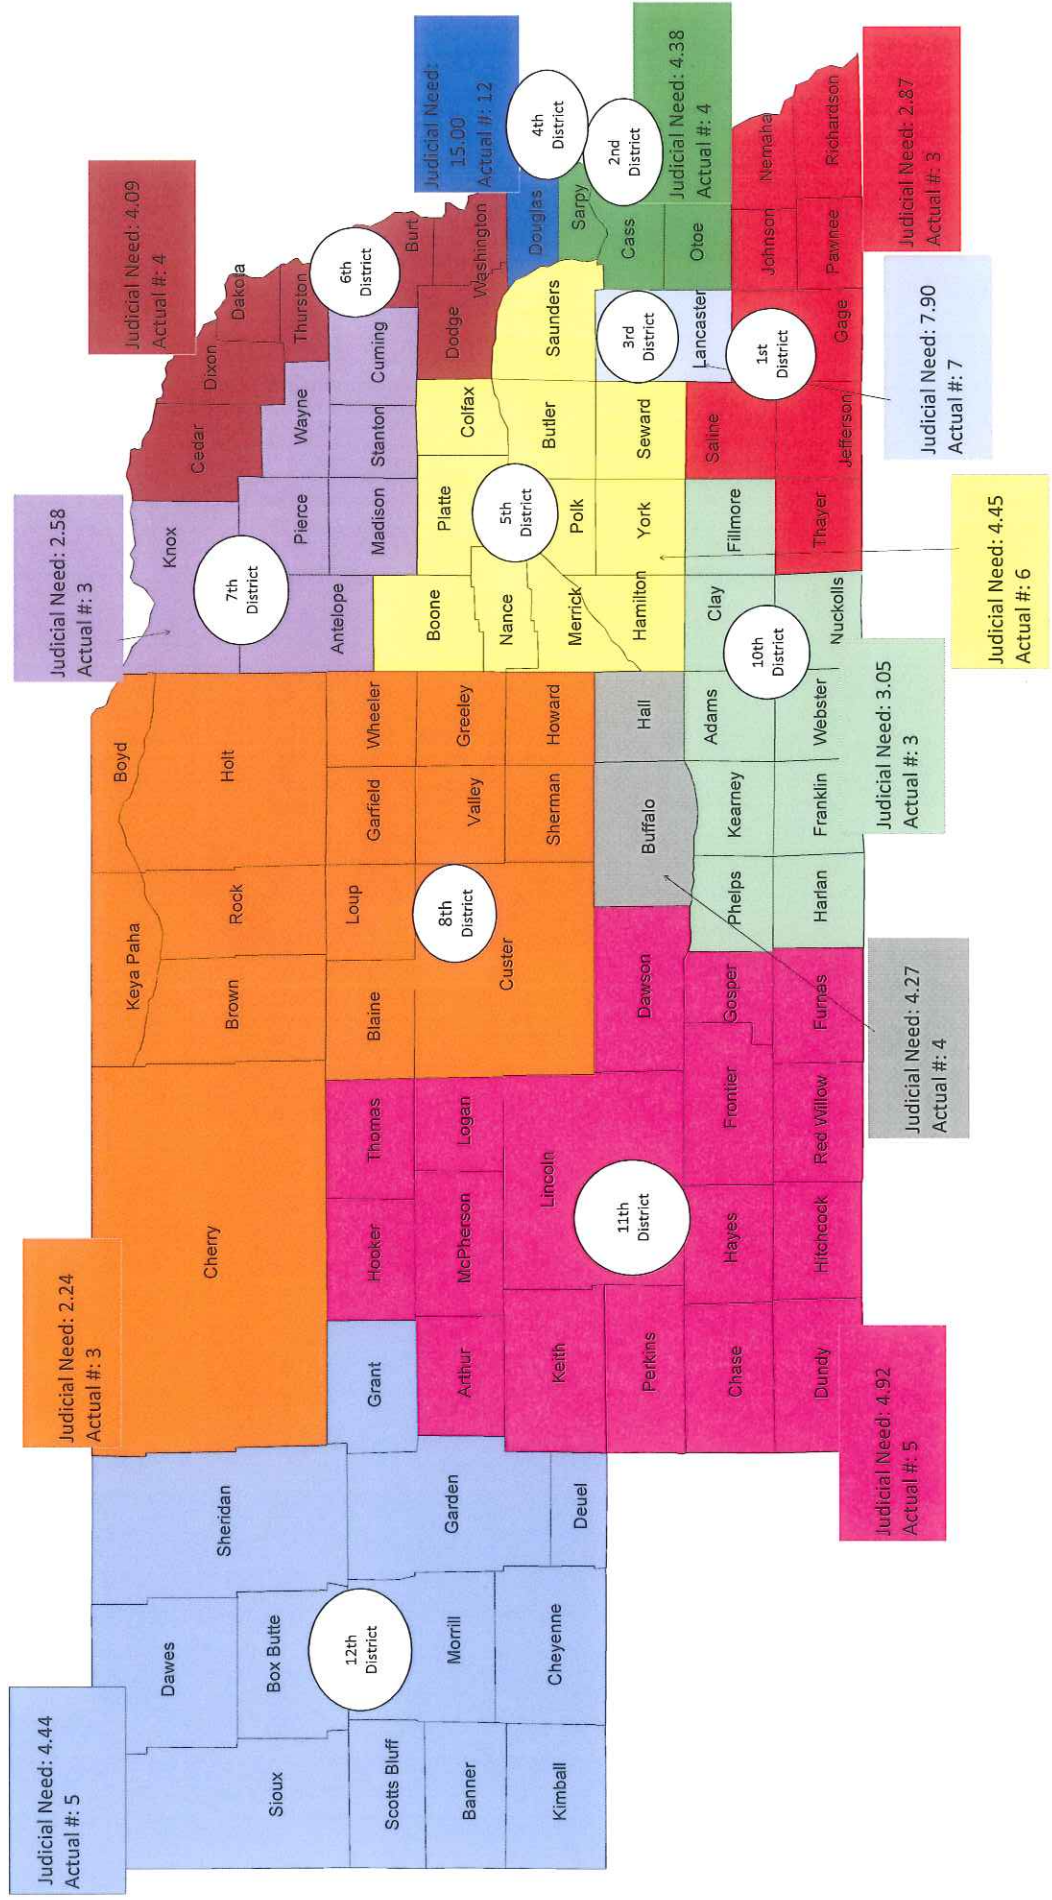 Judicial Need: 4.44
Actual #: 5
Judicial Need: 2.24
Actual #: 3
Judicial Need: 2.58
Actual #: 3
Judicial Need: 4.09
Actual #: 4
Dawes
Sheridan
Box Butte
Sioux
12th
District
Scotts Bluff
Morrill
Garden
Banner
Cheyenne
Deuel
Kimball
Grant
Cherry
Keya Paha
Boyd
Brown
Rock
Holt
Blaine
Loup
Garfield
Wheeler
8th
District
Custer
Valley
Greeley
Sherman
Howard
Knox
7th
District
Antelope
Pierce
Wayne
Madison
Stanton
Cuming
Cedar
Dixon
Dakota
Thurston
6th
District
Burt
Dodge
Washington
Boone
Platte
Colfax
Nance
5th
District
Merrick
Polk
Butler
Saunders
Hamilton
York
Seward
Judicial Need:
15.00
Actual #: 12
4th
District
Douglas
Sarpy
2nd
District
Cass
Otoe
Judicial Need: 4.38
Actual #: 4
3rd
District
Lancaster
Hooker
Thomas
Arthur
McPherson
Logan
Keith
Lincoln
11th
District
Perkins
Dawson
Chase
Hayes
Frontier
Gosper
Dundy
Hitchcock
Red Willow
Furnas
Buffalo
Hall
Phelps
Kearney
Adams
Clay
Fillmore
10th
District
Harlan
Franklin
Webster
Nuckolls
Saline
1st
District
Johnson
Nemaha
Thayer
Jefferson
Gage
Pawnee
Richardson
Judicial Need: 4.92
Actual #: 5
Judicial Need: 4.27
Actual #: 4
Judicial Need: 3.05
Actual #: 3
Judicial Need: 4.45
Actual #: 6
Judicial Need: 7.90
Actual #: 7
Judicial Need: 2.87
Actual #: 3